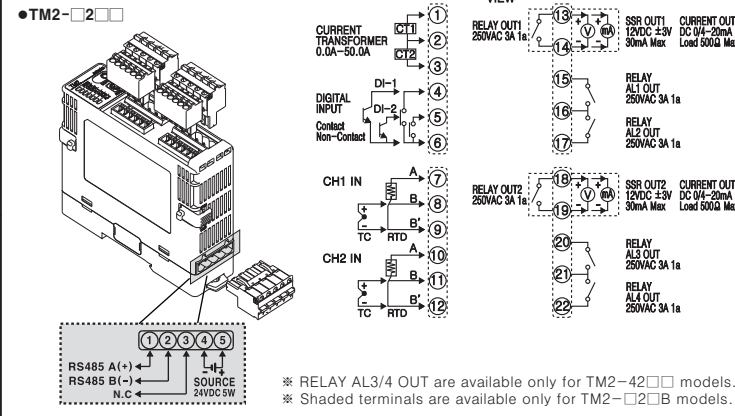 ●TM2-□2□□
VIEW
CURRENT
TRANSFORMER
0.0A-50.0A
CT1
CT2
1
2
3
DIGITAL
INPUT
Contact
Non-Contact
DI-1
DI-2
4
5
6
CH1 IN
+
-
TC
RTD
A
B
B'
7
8
9
CH2 IN
+
-
TC
RTD
A
B
B'
10
11
12
RELAY OUT1
250VAC 3A 1a
13
14
+
-
V
+
-
mA
SSR OUT1
12VDC ±3V
30mA Max
CURRENT OUT
DC 0/4-20mA
Load 500Ω Ma
15
16
17
RELAY
AL1 OUT
250VAC 3A 1a
RELAY
AL2 OUT
250VAC 3A 1a
RELAY OUT2
250VAC 3A 1a
18
19
+
-
V
+
-
mA
SSR OUT2
12VDC ±3V
30mA Max
CURRENT OUT
DC 0/4-20mA
Load 500Ω Ma
20
21
22
RELAY
AL3 OUT
250VAC 3A 1a
RELAY
AL4 OUT
250VAC 3A 1a
1 2 3 4 5
RS485 A(+)
RS485 B(-)
N.C
- +
SOURCE
24VDC 5W
※ RELAY AL3/4 OUT are available only for TM2-42□□ models.
※ Shaded terminals are available only for TM2-□2□B models.